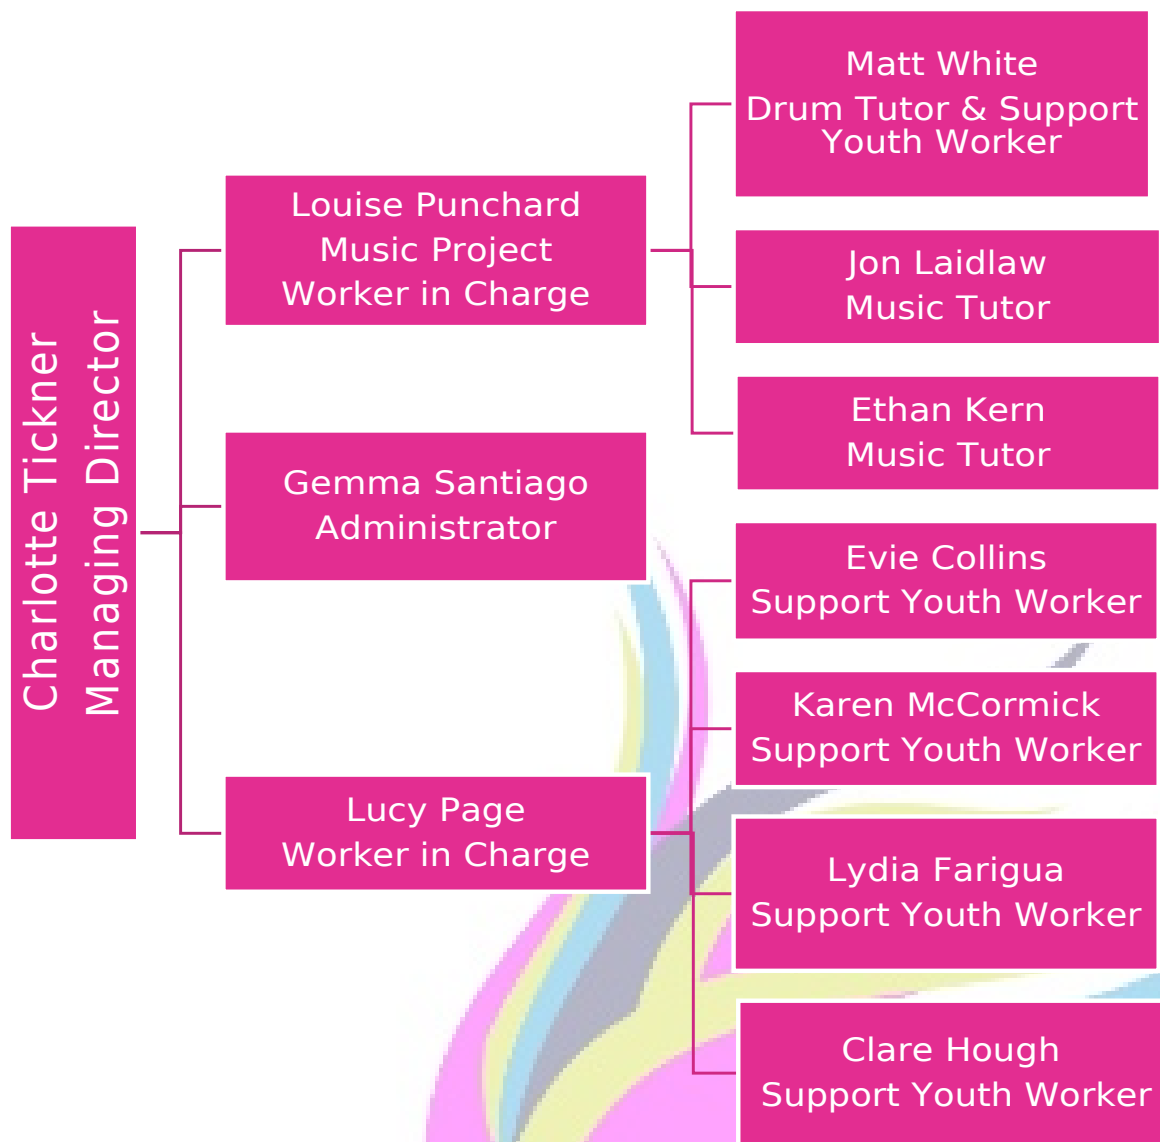 Charlotte Tickner
Managing Director
Louise Punchard
Music Project
Worker in Charge
Gemma Santiago
Administrator
Lucy Page
Worker in Charge
Matt White
Drum Tutor & Support
Youth Worker
Jon Laidlaw
Music Tutor
Ethan Kern
Music Tutor
Evie Collins
Support Youth Worker
Karen McCormick
Support Youth Worker
Lydia Farigua
Support Youth Worker
Clare Hough
Support Youth Worker